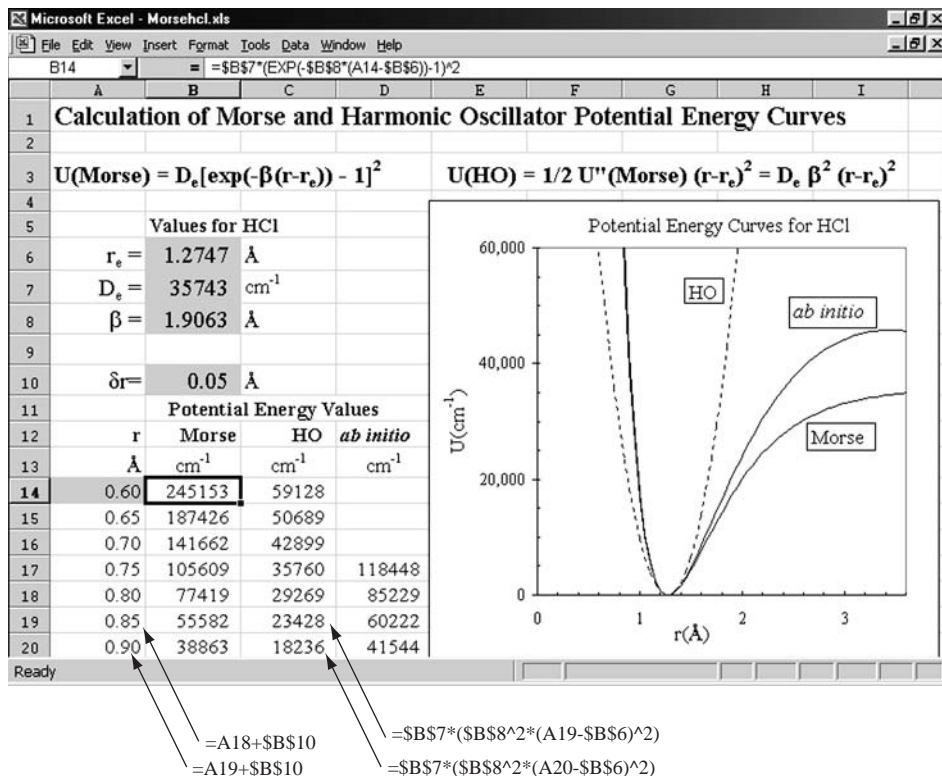 Microsoft Excel - Morsehcl.xls
File Edit View Insert Format Tools Data Window Help
B14 = =$B$7*(EXP(-$B$8*(A14-$B$6))-1)^2
A B C D E F G H I
1 Calculation of Morse and Harmonic Oscillator Potential Energy Curves
2
3 U(Morse) = Dₑ[exp(-β(r-rₑ)) - 1]² U(HO) = 1/2 U"(Morse) (r-rₑ)² = Dₑ β² (r-rₑ)²
4
5 Values for HCl
6 rₑ = 1.2747 Å
7 Dₑ = 35743 cm⁻¹
8 β = 1.9063 Å
9
10 δr= 0.05 Å
11 Potential Energy Values
12 r Morse HO ab initio
13 Å cm⁻¹ cm⁻¹ cm⁻¹
14 0.60 245153 59128
15 0.65 187426 50689
16 0.70 141662 42899
17 0.75 105609 35760 118448
18 0.80 77419 29269 85229
19 0.85 55582 23428 60222
20 0.90 38863 18236 41544
Potential Energy Curves for HCl
60,000
HO
ab initio
40,000
U(cm⁻¹)
Morse
20,000
0
0 1 2 3
r(Å)
Ready
=A18+$B$10
=$B$7*($B$8^2*(A19-$B$6)^2)
=A19+$B$10
=$B$7*($B$8^2*(A20-$B$6)^2)